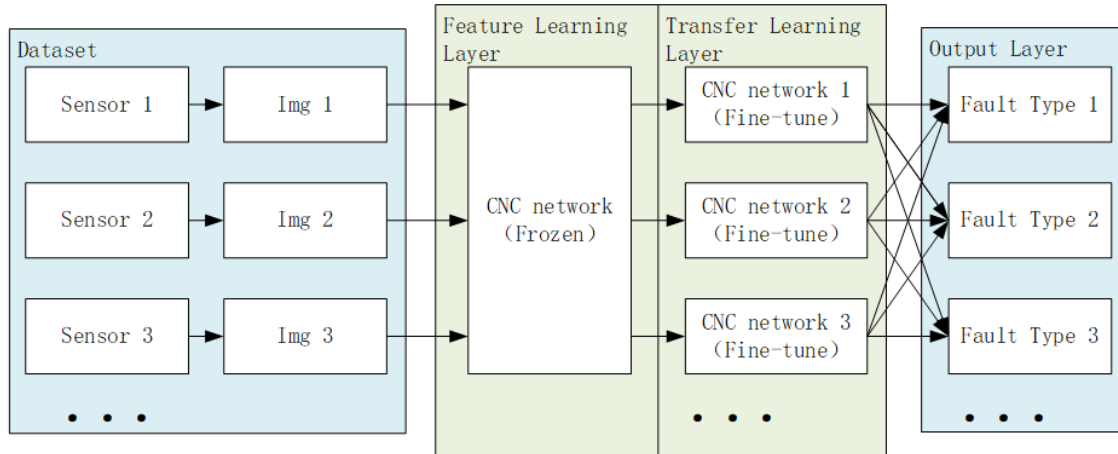 Dataset
Sensor 1
Img 1
Sensor 2
Img 2
Sensor 3
Img 3
• • •
Feature Learning
Layer
CNC network
(Frozen)
Transfer Learning
Layer
CNC network 1
(Fine-tune)
CNC network 2
(Fine-tune)
CNC network 3
(Fine-tune)
• • •
Output Layer
Fault Type 1
Fault Type 2
Fault Type 3
• • •